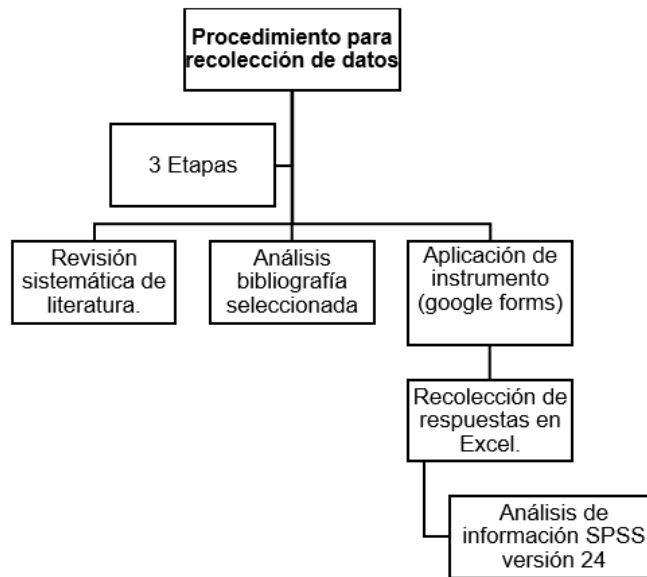 Procedimiento para
recolección de datos
3 Etapas
Revisión
sistemática de
literatura.
Análisis
bibliografía
seleccionada
Aplicación de
instrumento
(google forms)
Recolección de
respuestas en
Excel.
Análisis de
información SPSS
versión 24